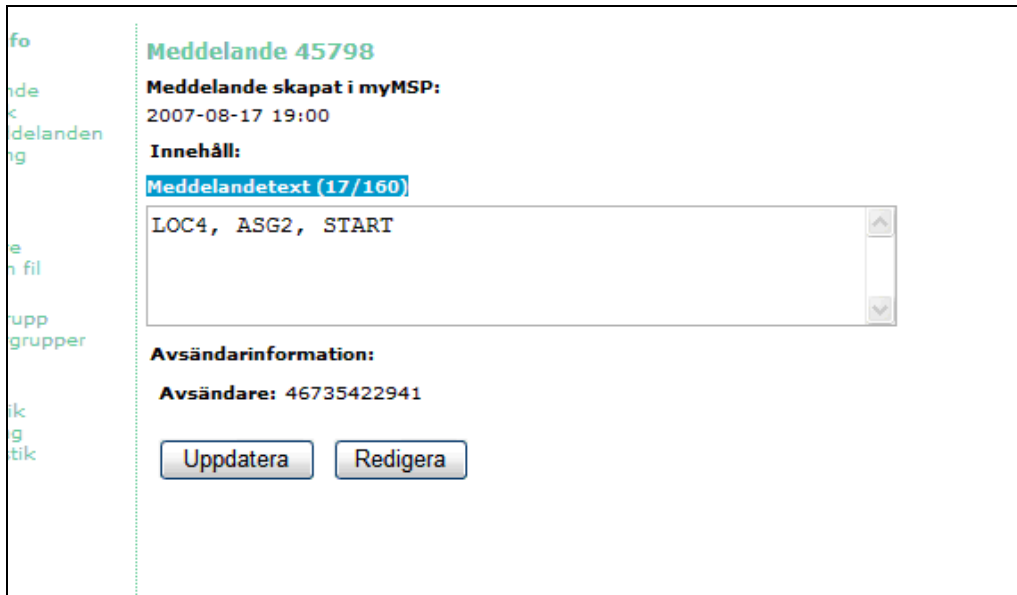 fo
nde
k
delanden
ng
e
n fil
rupp
grupper
ik
g
tik
Meddelande 45798
Meddelande skapat i myMSP:
2007-08-17 19:00
Innehåll:
Meddelandetext (17/160)
LOC4, ASG2, START
Avsändarinformation:
Avsändare: 46735422941
Uppdatera Redigera